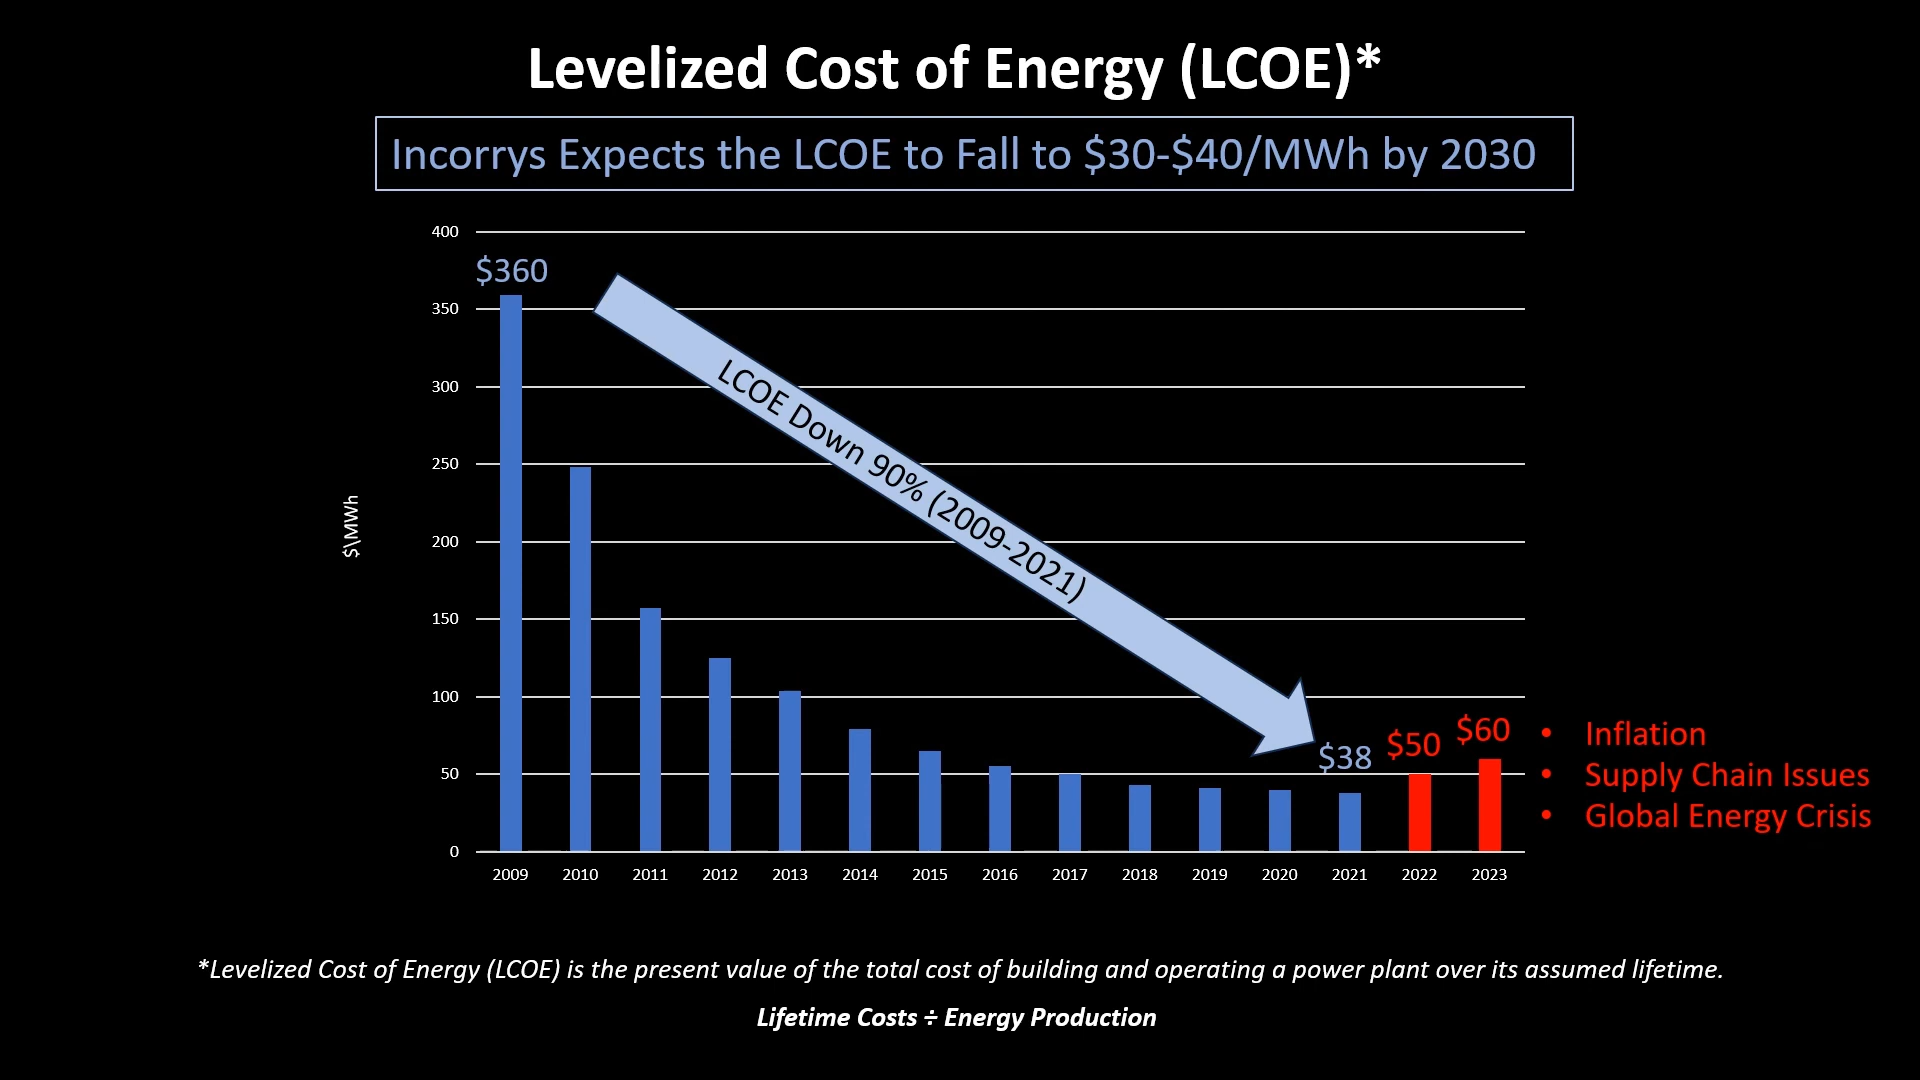 Levelized Cost of Energy (LCOE)*
Incorrys Expects the LCOE to Fall to $30-$40/MWh by 2030
400
350
300
250
200
150
100
50
0
$\MWh
$360
LCOE Down 90% (2009-2021)
$38
$50
$60
• Inflation
• Supply Chain Issues
• Global Energy Crisis
2009 2010 2011 2012 2013 2014 2015 2016 2017 2018 2019 2020 2021 2022 2023
*Levelized Cost of Energy (LCOE) is the present value of the total cost of building and operating a power plant over its assumed lifetime.
Lifetime Costs ÷ Energy Production